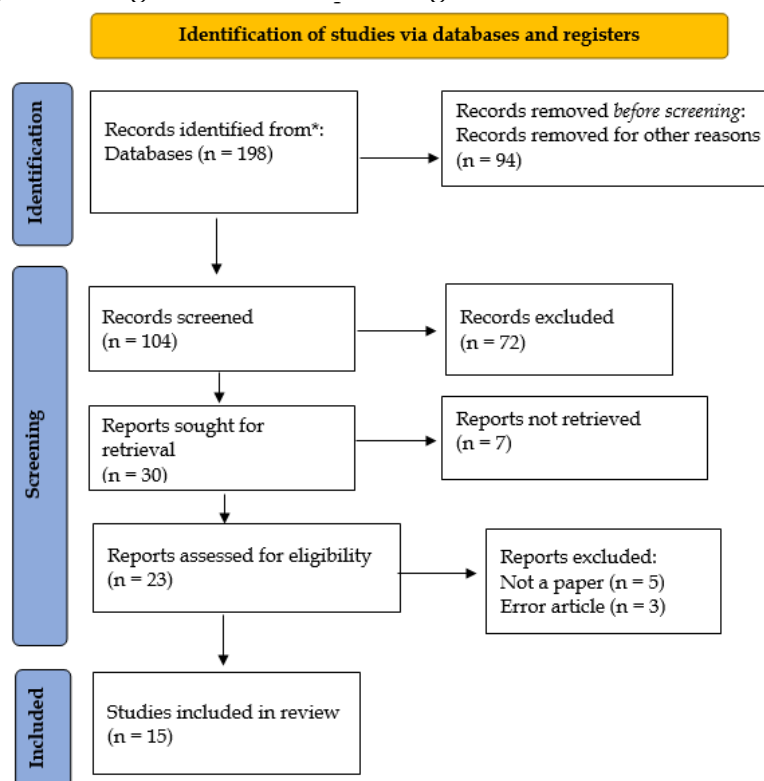 Identification of studies via databases and registers
Identification
Records identified from*:
Databases (n = 198)
Records removed before screening:
Records removed for other reasons
(n = 94)
Screening
Records screened
(n = 104)
Records excluded
(n = 72)
Reports sought for
retrieval
(n = 30)
Reports not retrieved
(n = 7)
Reports assessed for eligibility
(n = 23)
Reports excluded:
Not a paper (n = 5)
Error article (n = 3)
Included
Studies included in review
(n = 15)